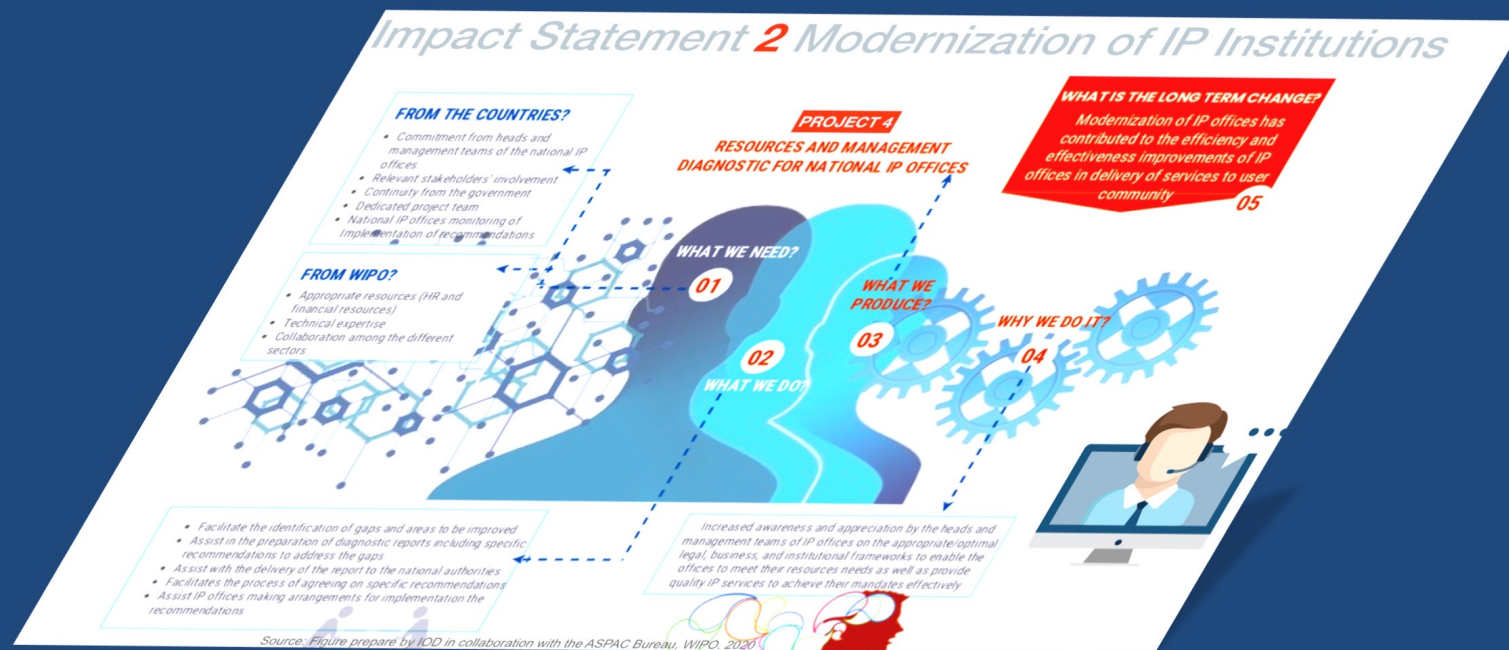 Impact Statement 2 Modernization of IP Institutions
FROM THE COUNTRIES?
• Commitment from heads and
management teams of the national IP
offices
• Relevant stakeholders' involvement
• Continuity from the government
• Dedicated project team
• National IP offices monitoring of
Implementation of recommendations
FROM WIPO?
• Appropriate resources (HR and
financial resources)
• Technical expertise
• Collaboration among the different
sectors
PROJECT 4
RESOURCES AND MANAGEMENT
DIAGNOSTIC FOR NATIONAL IP OFFICES
WHAT IS THE LONG TERM CHANGE?
Modernization of IP offices has
contributed to the efficiency and
effectiveness improvements of IP
offices in delivery of services to user
community
05
WHAT WE NEED?
01
02
WHAT WE DO?
WHAT WE
PRODUCE?
03
WHY WE DO IT?
04
• Facilitate the identification of gaps and areas to be improved
• Assist in the preparation of diagnostic reports including specific
recommendations to address the gaps
• Assist with the delivery of the report to the national authorities
• Facilitates the process of agreeing on specific recommendations
• Assist IP offices making arrangements for implementation the
recommendations
Increased awareness and appreciation by the heads and
management teams of IP offices on the appropriate/optimal
legal, business, and institutional frameworks to enable the
offices to meet their resources needs as well as provide
quality IP services to achieve their mandates effectively
Source: Figure prepare by IOD in collaboration with the ASPAC Bureau, WIPO, 2020